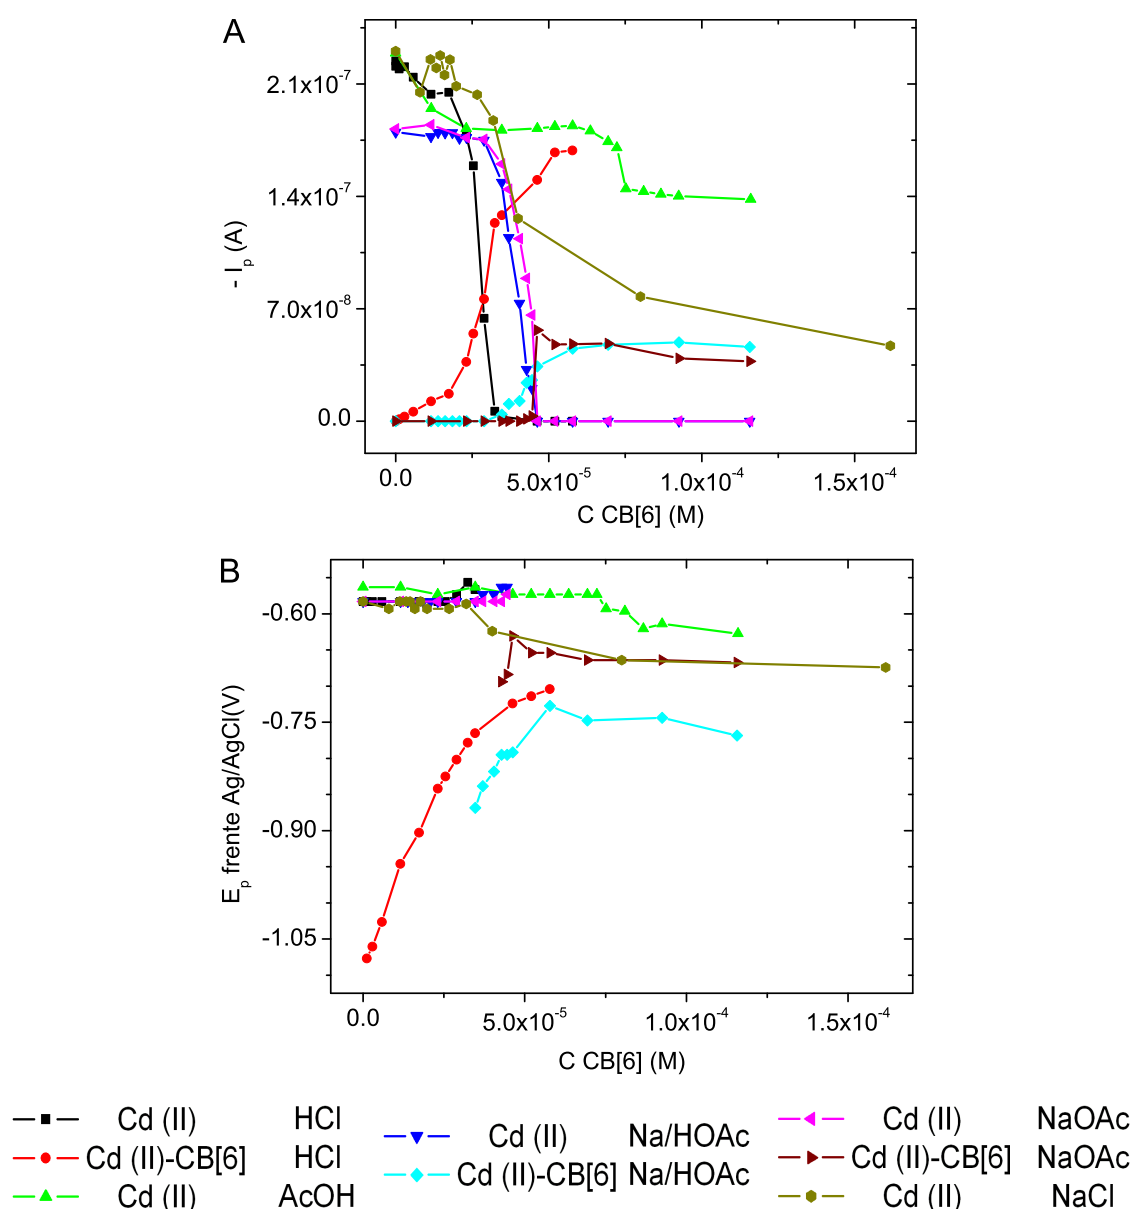 A
2.1x10⁻⁷
1.4x10⁻⁷
7.0x10⁻⁸
0.0
- Iₚ (A)
0.0 5.0x10⁻⁵ 1.0x10⁻⁴ 1.5x10⁻⁴
C CB[6] (M)
B
-0.60
-0.75
-0.90
-1.05
Eₚ frente Ag/AgCl(V)
0.0 5.0x10⁻⁵ 1.0x10⁻⁴ 1.5x10⁻⁴
C CB[6] (M)
Cd (II) HCl
Cd (II)-CB[6] HCl
Cd (II) AcOH
Cd (II) Na/HOAc
Cd (II)-CB[6] Na/HOAc
Cd (II) NaOAc
Cd (II)-CB[6] NaOAc
Cd (II) NaCl